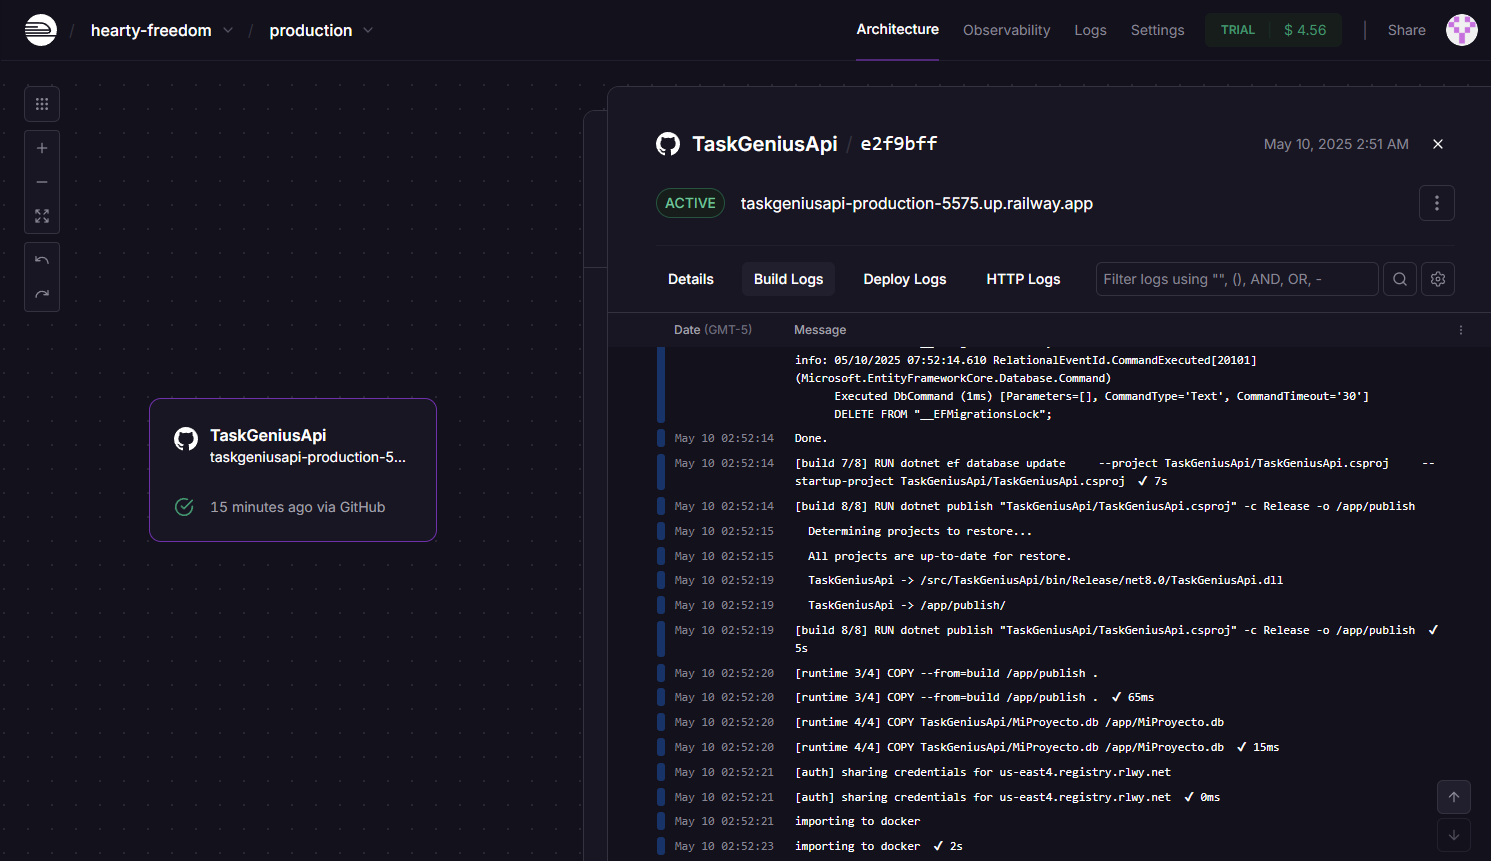 / hearty-freedom / production
Architecture Observability Logs Settings TRIAL $ 4.56 Share
TaskGeniusApi / e2f9bff May 10, 2025 2:51 AM
ACTIVE taskgeniusapi-production-5575.up.railway.app
Details Build Logs Deploy Logs HTTP Logs Filter logs using "", (), AND, OR, -
Date (GMT-5) Message
info: 05/10/2025 07:52:14.610 RelationalEventId.CommandExecuted[20101]
(Microsoft.EntityFrameworkCore.Database.Command)
Executed DbCommand (1ms) [Parameters=[], CommandType='Text', CommandTimeout='30']
DELETE FROM "__EFMigrationsLock";
May 10 02:52:14 Done.
May 10 02:52:14 [build 7/8] RUN dotnet ef database update --project TaskGeniusApi/TaskGeniusApi.csproj --
startup-project TaskGeniusApi/TaskGeniusApi.csproj ✔ 7s
May 10 02:52:14 [build 8/8] RUN dotnet publish "TaskGeniusApi/TaskGeniusApi.csproj" -c Release -o /app/publish
May 10 02:52:15 Determining projects to restore...
May 10 02:52:15 All projects are up-to-date for restore.
May 10 02:52:19 TaskGeniusApi -> /src/TaskGeniusApi/bin/Release/net8.0/TaskGeniusApi.dll
May 10 02:52:19 TaskGeniusApi -> /app/publish/
May 10 02:52:19 [build 8/8] RUN dotnet publish "TaskGeniusApi/TaskGeniusApi.csproj" -c Release -o /app/publish ✔
5s
May 10 02:52:20 [runtime 3/4] COPY --from=build /app/publish .
May 10 02:52:20 [runtime 3/4] COPY --from=build /app/publish . ✔ 65ms
May 10 02:52:20 [runtime 4/4] COPY TaskGeniusApi/MiProyecto.db /app/MiProyecto.db
May 10 02:52:20 [runtime 4/4] COPY TaskGeniusApi/MiProyecto.db /app/MiProyecto.db ✔ 15ms
May 10 02:52:21 [auth] sharing credentials for us-east4.registry.rlwy.net
May 10 02:52:21 [auth] sharing credentials for us-east4.registry.rlwy.net ✔ 0ms
May 10 02:52:21 importing to docker
May 10 02:52:23 importing to docker ✔ 2s
TaskGeniusApi
taskgeniusapi-production-5...
15 minutes ago via GitHub